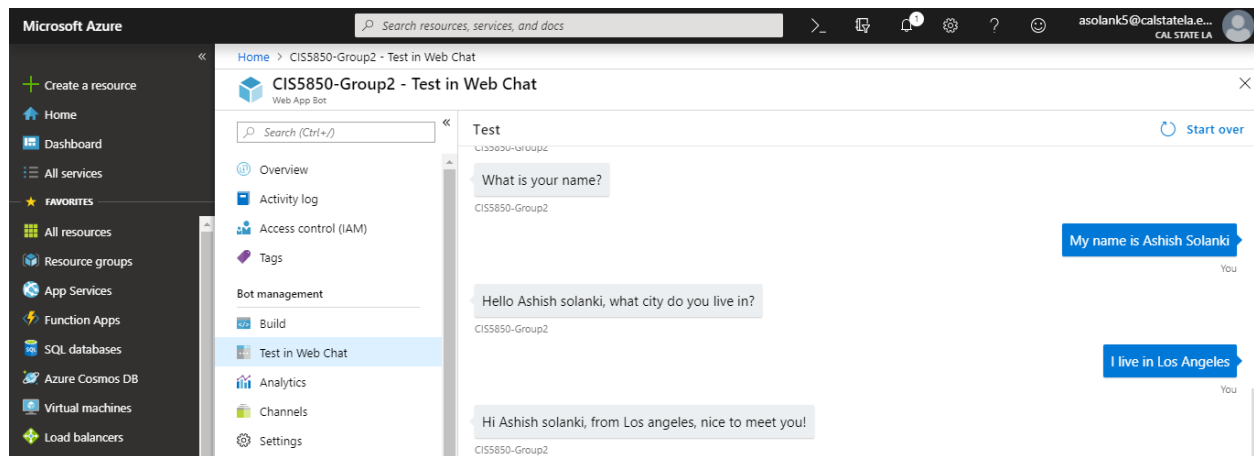 Microsoft Azure
Search resources, services, and docs
1
asolank5@calstatela.e...
CAL STATE LA
«
Create a resource
Home
Dashboard
All services
FAVORITES
All resources
Resource groups
App Services
Function Apps
SQL databases
Azure Cosmos DB
Virtual machines
Load balancers
Home > CIS5850-Group2 - Test in Web Chat
CIS5850-Group2 - Test in Web Chat
Web App Bot
Search (Ctrl+/)
«
Overview
Activity log
Access control (IAM)
Tags
Bot management
Build
Test in Web Chat
Analytics
Channels
Settings
Test
Start over
CIS5850-Group2
What is your name?
CIS5850-Group2
My name is Ashish Solanki
You
Hello Ashish solanki, what city do you live in?
CIS5850-Group2
I live in Los Angeles
You
Hi Ashish solanki, from Los angeles, nice to meet you!
CIS5850-Group2